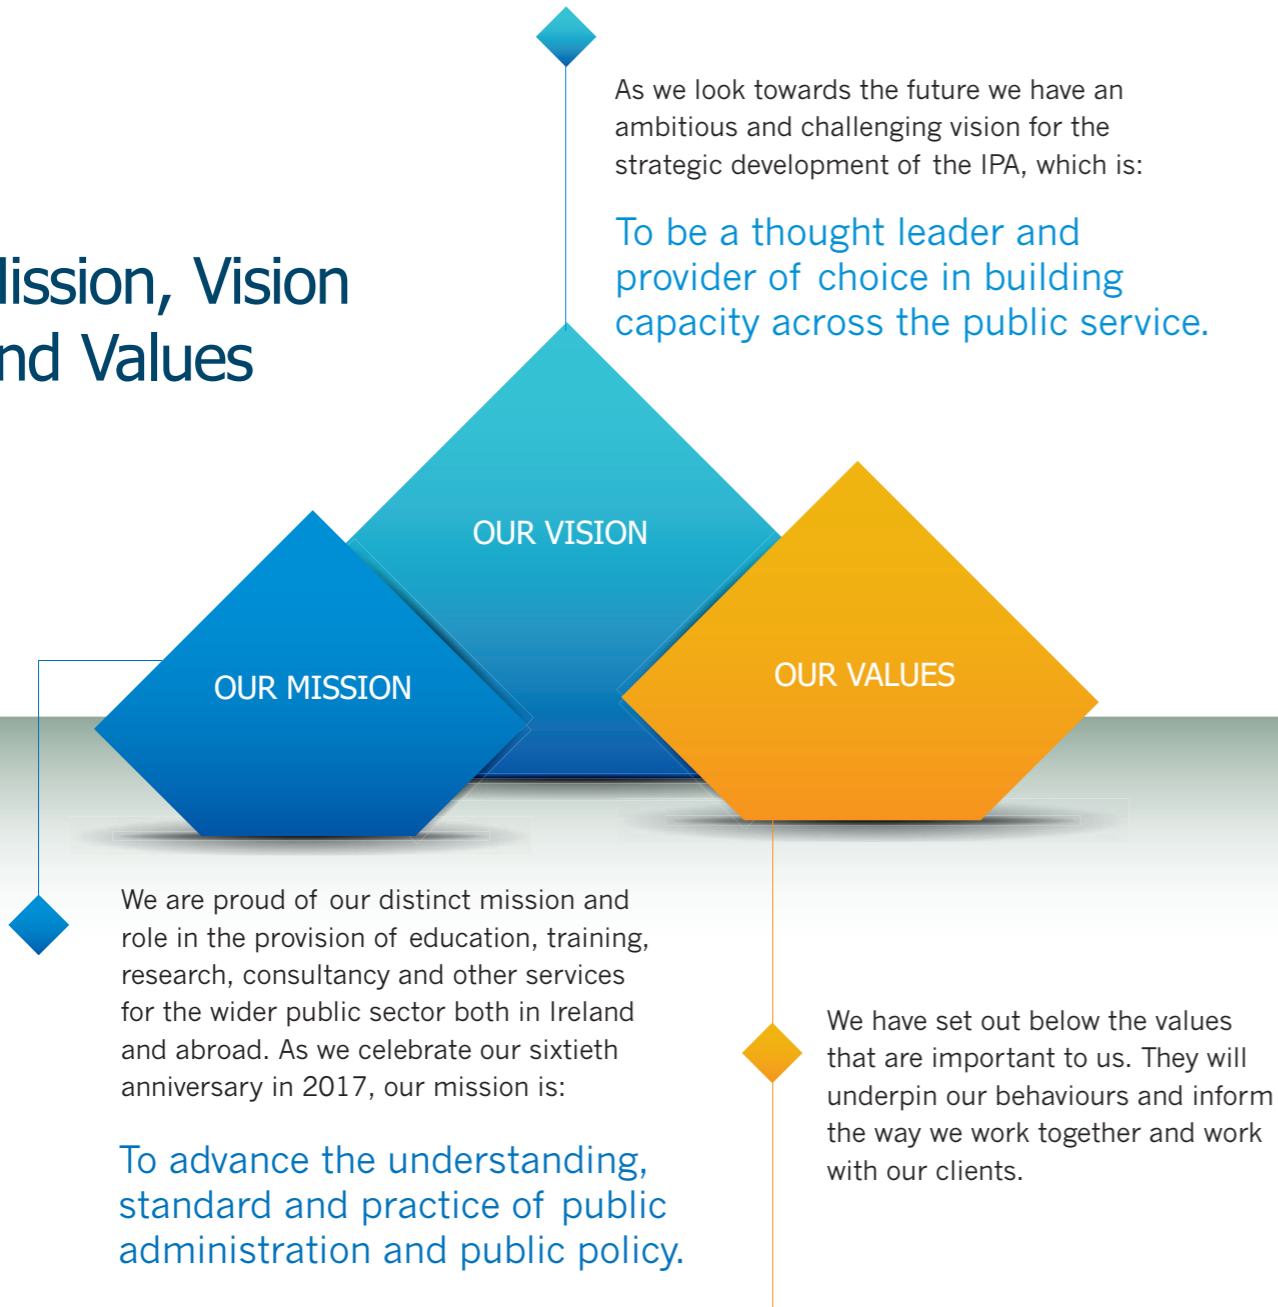 As we look towards the future we have an
ambitious and challenging vision for the
strategic development of the IPA, which is:
To be a thought leader and
provider of choice in building
capacity across the public service.
ission, Vision
nd Values
OUR VISION
OUR MISSION
OUR VALUES
We are proud of our distinct mission and
role in the provision of education, training,
research, consultancy and other services
for the wider public sector both in Ireland
and abroad. As we celebrate our sixtieth
anniversary in 2017, our mission is:
To advance the understanding,
standard and practice of public
administration and public policy.
We have set out below the values
that are important to us. They will
underpin our behaviours and inform
the way we work together and work
with our clients.